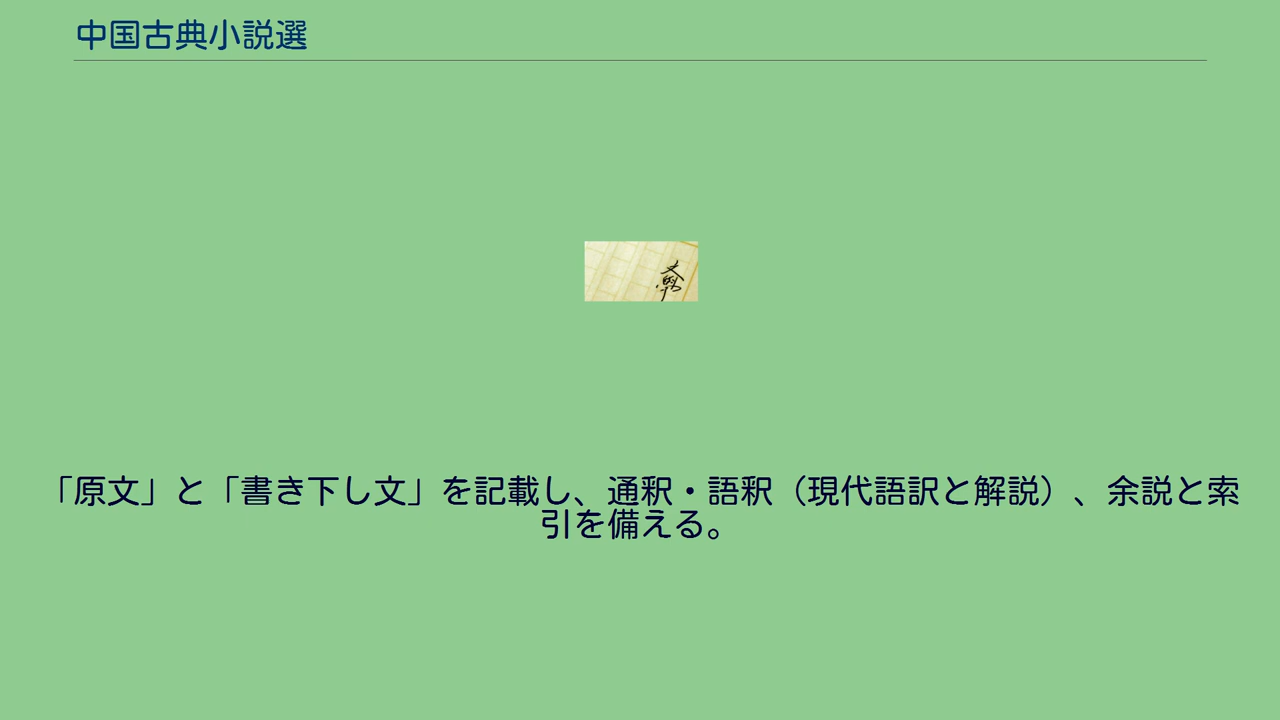 中国古典小説選
「原文」と「書き下し文」を記載し、通釈・語釈（現代語訳と解説）、余説と索
引を備える。